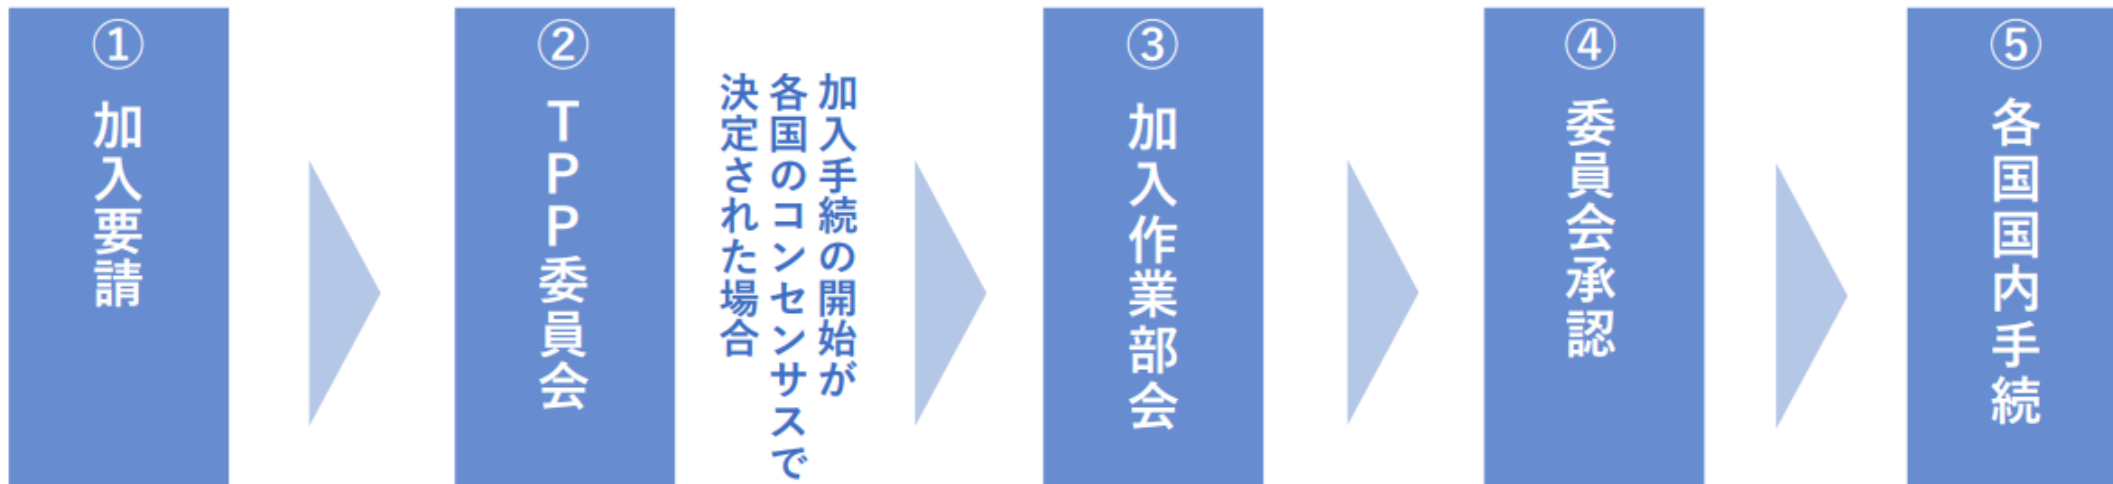 ① 加入要請
② TPP委員会
加入手続の開始が
各国のコンセンサスで
決定された場合
③ 加入作業部会
④ 委員会承認
⑤ 各国国内手続